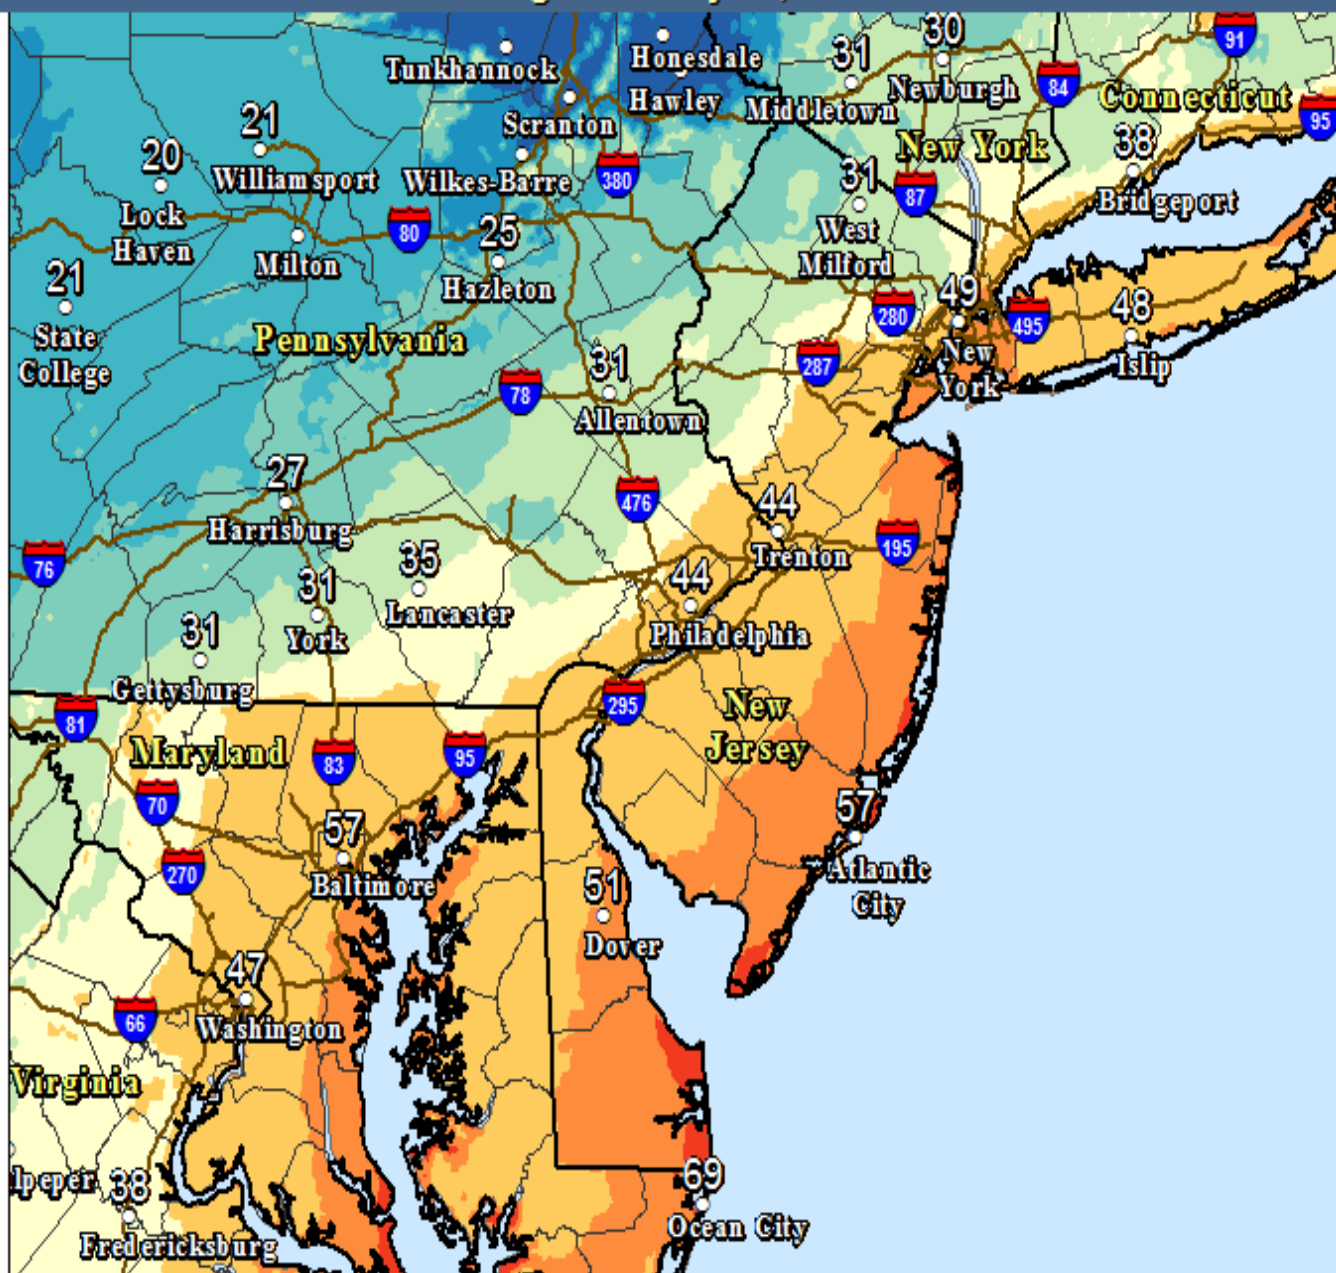 Tunkhannock
Honesdale
Hawley
31
Middletown
30
Newburgh
84
91
Connecticut
95
21
Williamsport
Scranton
Wilkes-Barre
380
New York
38
Bridgeport
20
Lock
Haven
80
31
West
Milford
87
Milton
25
Hazleton
21
State
College
Pennsylvania
280
49
New
York
495
48
Islip
287
78
31
Allentown
27
Harrisburg
476
44
Trenton
195
76
35
Lancaster
44
Philadelphia
31
York
31
Gettysburg
81
295
New
Jersey
Maryland
83
95
70
57
Baltimore
57
Atlantic
City
270
51
Dover
47
Washington
66
Virginia
lpeper
38
Fredericksburg
69
Ocean City